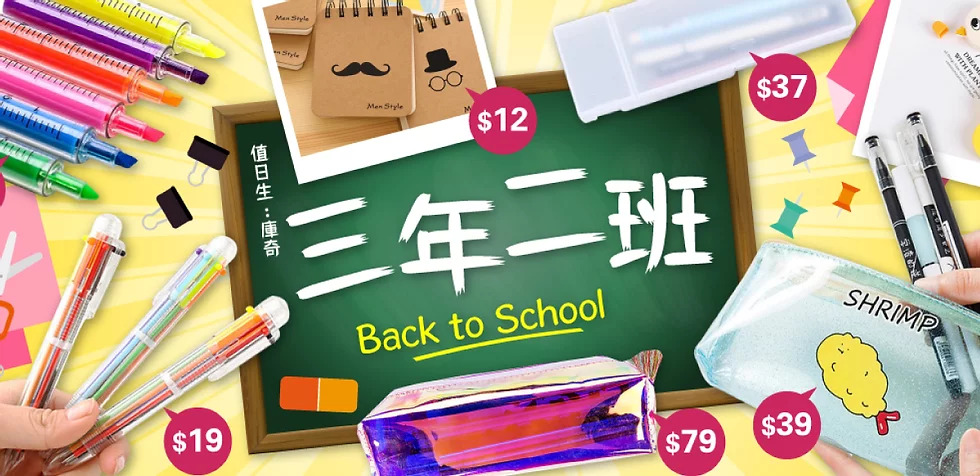 Men Style
Men Style
Men Style
$12
$37
值日生：庫奇
三年二班
Back to School
SHRIMP
$19
$79
$39